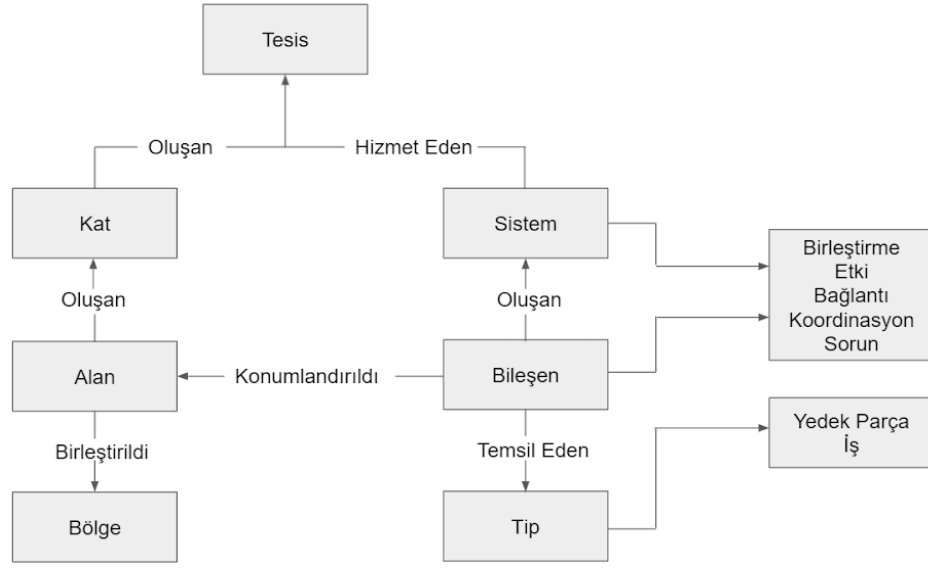 Tesis
Oluşan
Hizmet Eden
Kat
Sistem
Birleştirme
Etki
Bağlantı
Koordinasyon
Sorun
Oluşan
Oluşan
Alan
Konumlandırıldı
Bileşen
Yedek Parça
İş
Birleştirildi
Temsil Eden
Bölge
Tip